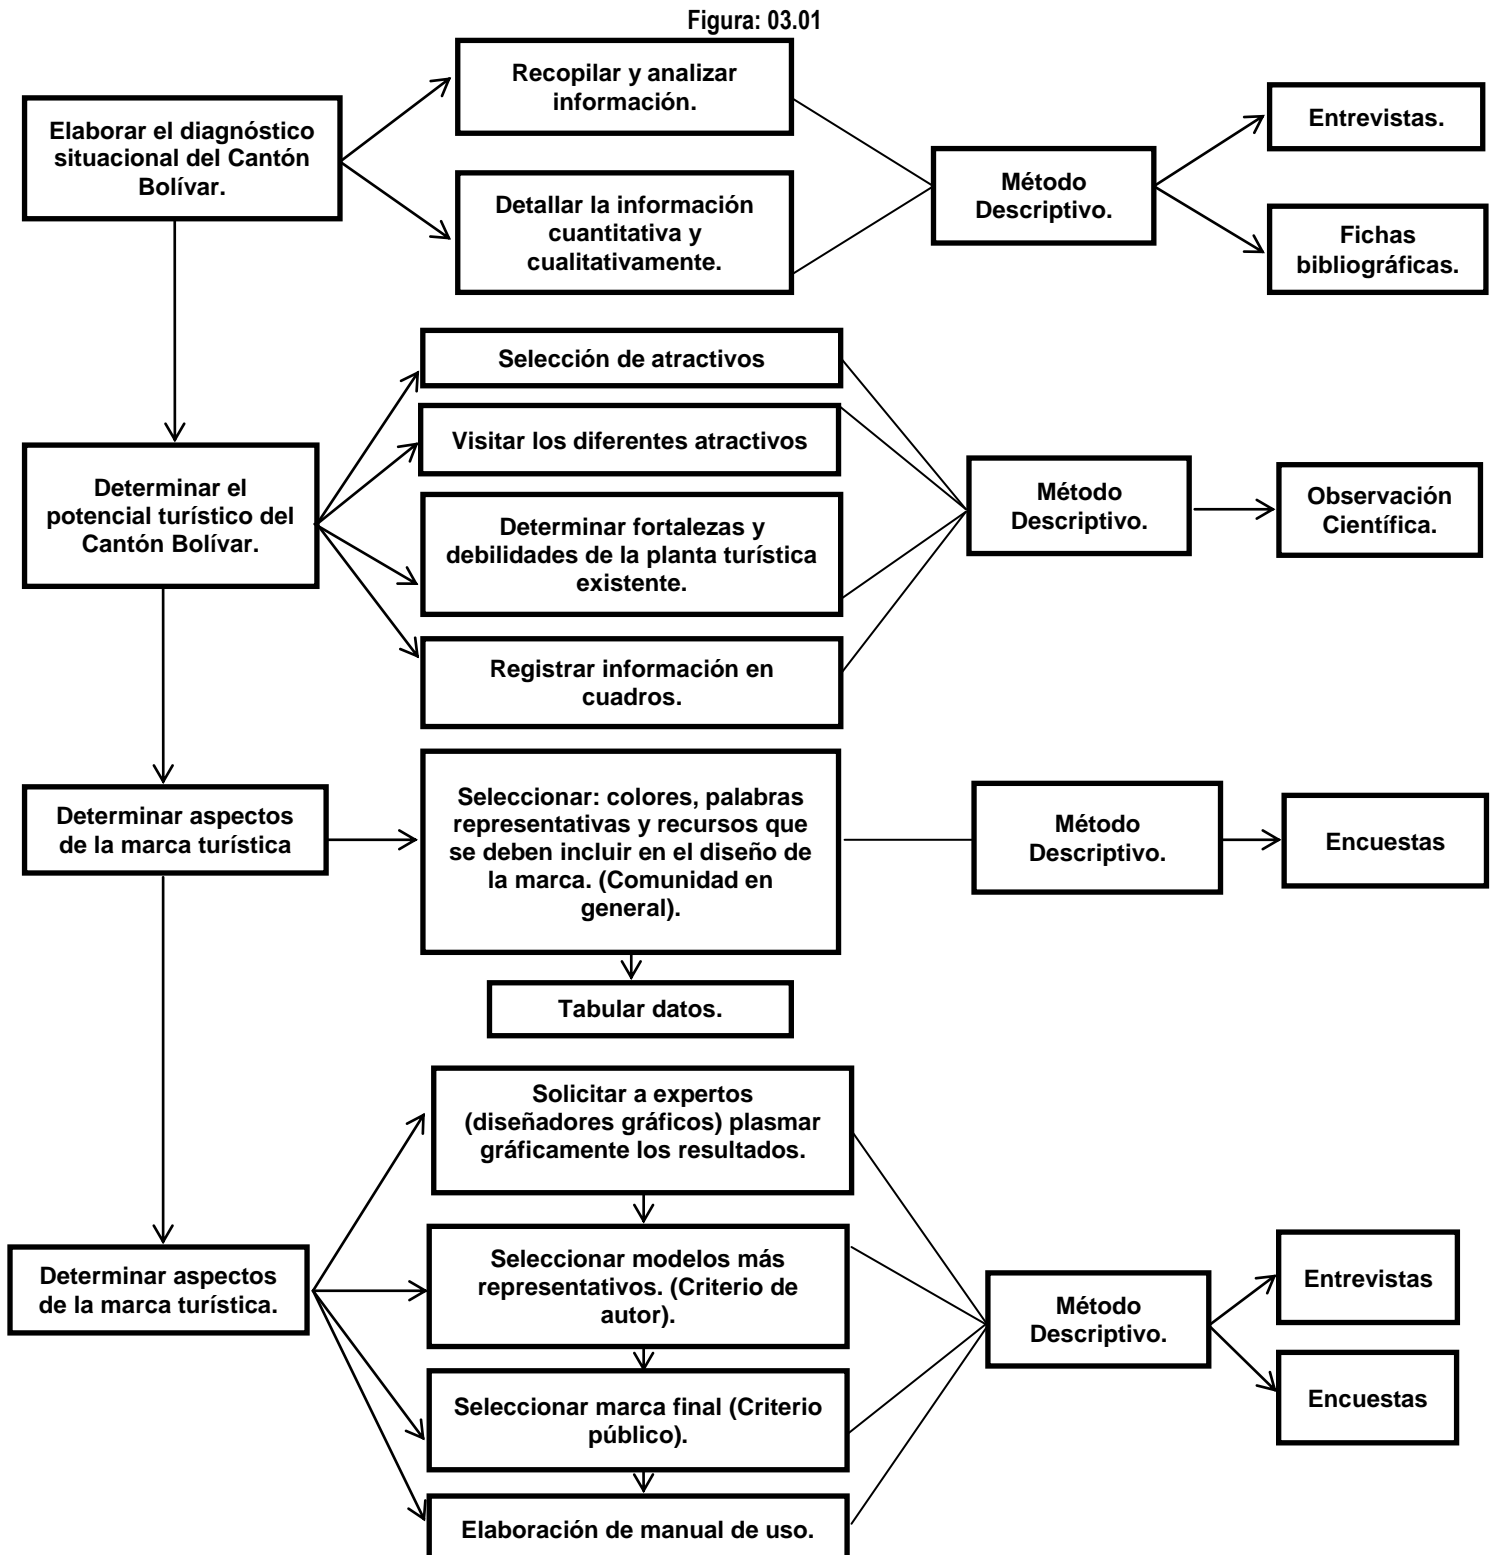 Figura: 03.01
Elaborar el diagnóstico
situacional del Cantón
Bolívar.
Recopilar y analizar
información.
Detallar la información
cuantitativa y
cualitativamente.
Método
Descriptivo.
Entrevistas.
Fichas
bibliográficas.
Determinar el
potencial turístico del
Cantón Bolívar.
Selección de atractivos
Visitar los diferentes atractivos
Determinar fortalezas y
debilidades de la planta turística
existente.
Registrar información en
cuadros.
Método
Descriptivo.
Observación
Científica.
Determinar aspectos
de la marca turística
Seleccionar: colores, palabras
representativas y recursos que
se deben incluir en el diseño de
la marca. (Comunidad en
general).
Tabular datos.
Método
Descriptivo.
Encuestas
Determinar aspectos
de la marca turística.
Solicitar a expertos
(diseñadores gráficos) plasmar
gráficamente los resultados.
Seleccionar modelos más
representativos. (Criterio de
autor).
Seleccionar marca final (Criterio
público).
Elaboración de manual de uso.
Método
Descriptivo.
Entrevistas
Encuestas